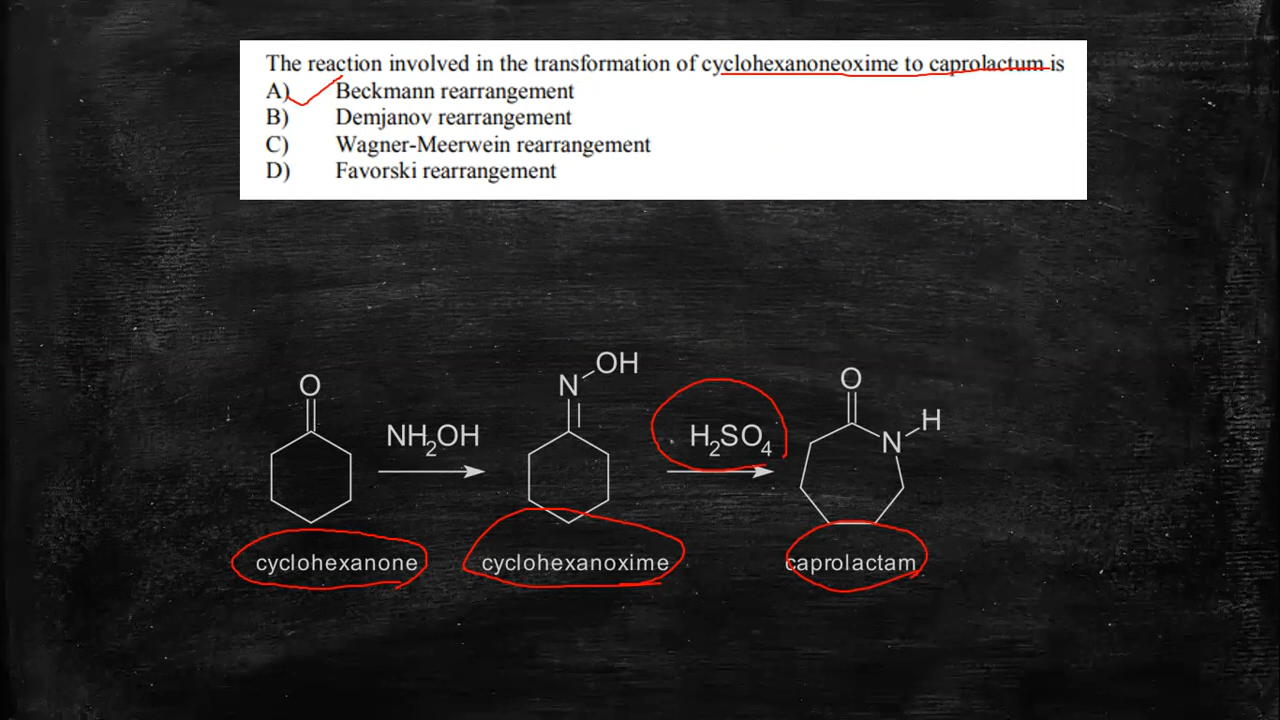 The reaction involved in the transformation of cyclohexanoneoxime to caprolactum is
A) Beckmann rearrangement
B) Demjanov rearrangement
C) Wagner-Meerwein rearrangement
D) Favorski rearrangement
O
NH₂OH
N OH
H₂SO₄
O
N H
cyclohexanone
cyclohexanoxime
caprolactam